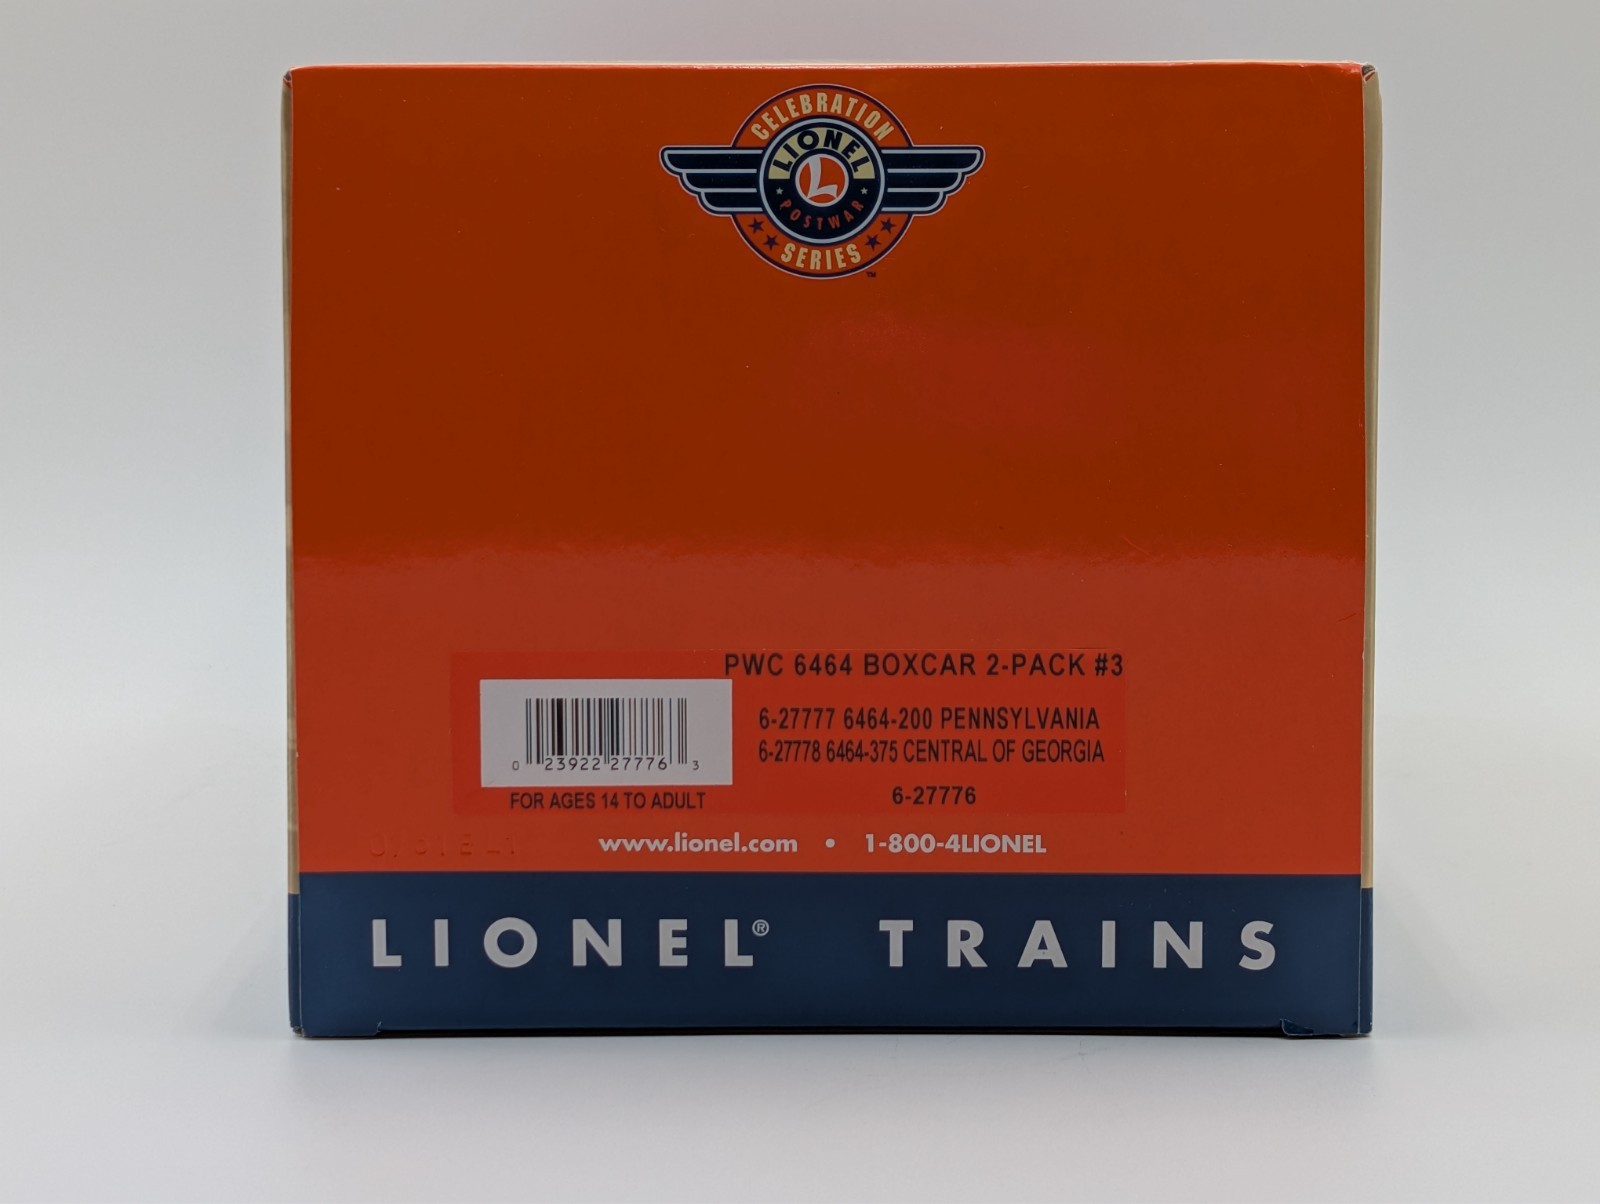 CELEBRATION
LIONEL
L
POSTWAR
SERIES
™
PWC 6464 BOXCAR 2-PACK #3
6-27777 6464-200 PENNSYLVANIA
6-27778 6464-375 CENTRAL OF GEORGIA
0 23922 27776 3
FOR AGES 14 TO ADULT
6-27776
www.lionel.com • 1-800-4LIONEL
LIONEL® TRAINS